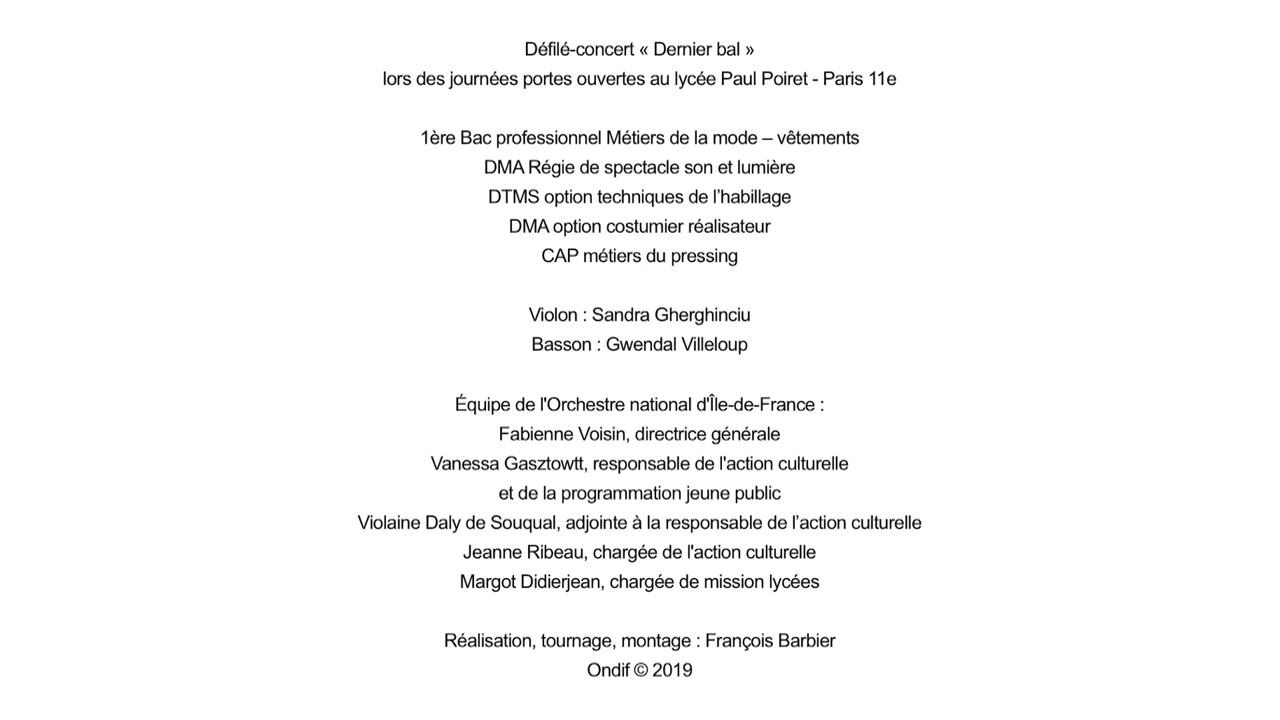 Défilé-concert « Dernier bal »
lors des journées portes ouvertes au lycée Paul Poiret - Paris 11e
1ère Bac professionnel Métiers de la mode – vêtements
DMA Régie de spectacle son et lumière
DTMS option techniques de l’habillage
DMA option costumier réalisateur
CAP métiers du pressing
Violon : Sandra Gherghinciu
Basson : Gwendal Villeloup
Équipe de l'Orchestre national d'Île-de-France :
Fabienne Voisin, directrice générale
Vanessa Gasztowtt, responsable de l'action culturelle
et de la programmation jeune public
Violaine Daly de Souqual, adjointe à la responsable de l’action culturelle
Jeanne Ribeau, chargée de l'action culturelle
Margot Didierjean, chargée de mission lycées
Réalisation, tournage, montage : François Barbier
Ondif © 2019